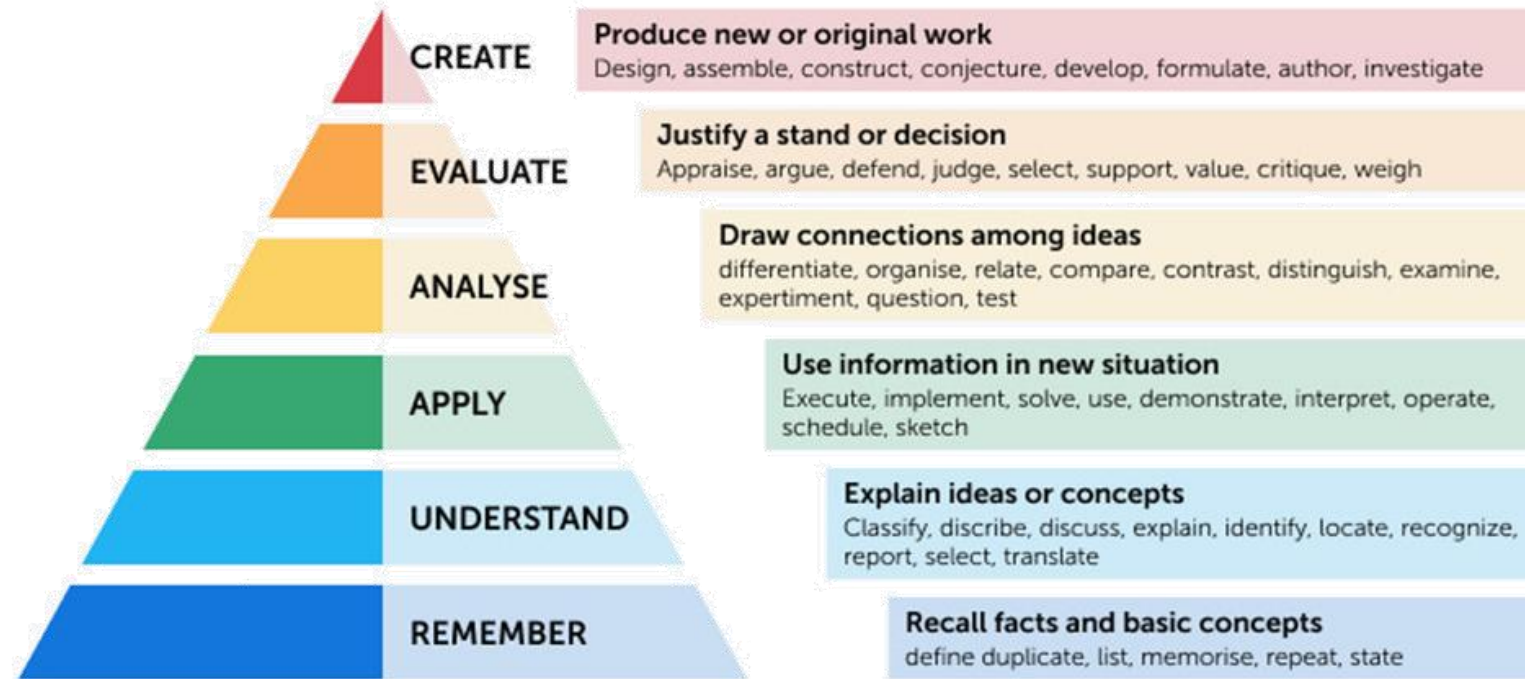 CREATE
Produce new or original work
Design, assemble, construct, conjecture, develop, formulate, author, investigate
EVALUATE
Justify a stand or decision
Appraise, argue, defend, judge, select, support, value, critique, weigh
ANALYSE
Draw connections among ideas
differentiate, organise, relate, compare, contrast, distinguish, examine,
expertiment, question, test
APPLY
Use information in new situation
Execute, implement, solve, use, demonstrate, interpret, operate,
schedule, sketch
UNDERSTAND
Explain ideas or concepts
Classify, discribe, discuss, explain, identify, locate, recognize,
report, select, translate
REMEMBER
Recall facts and basic concepts
define duplicate, list, memorise, repeat, state